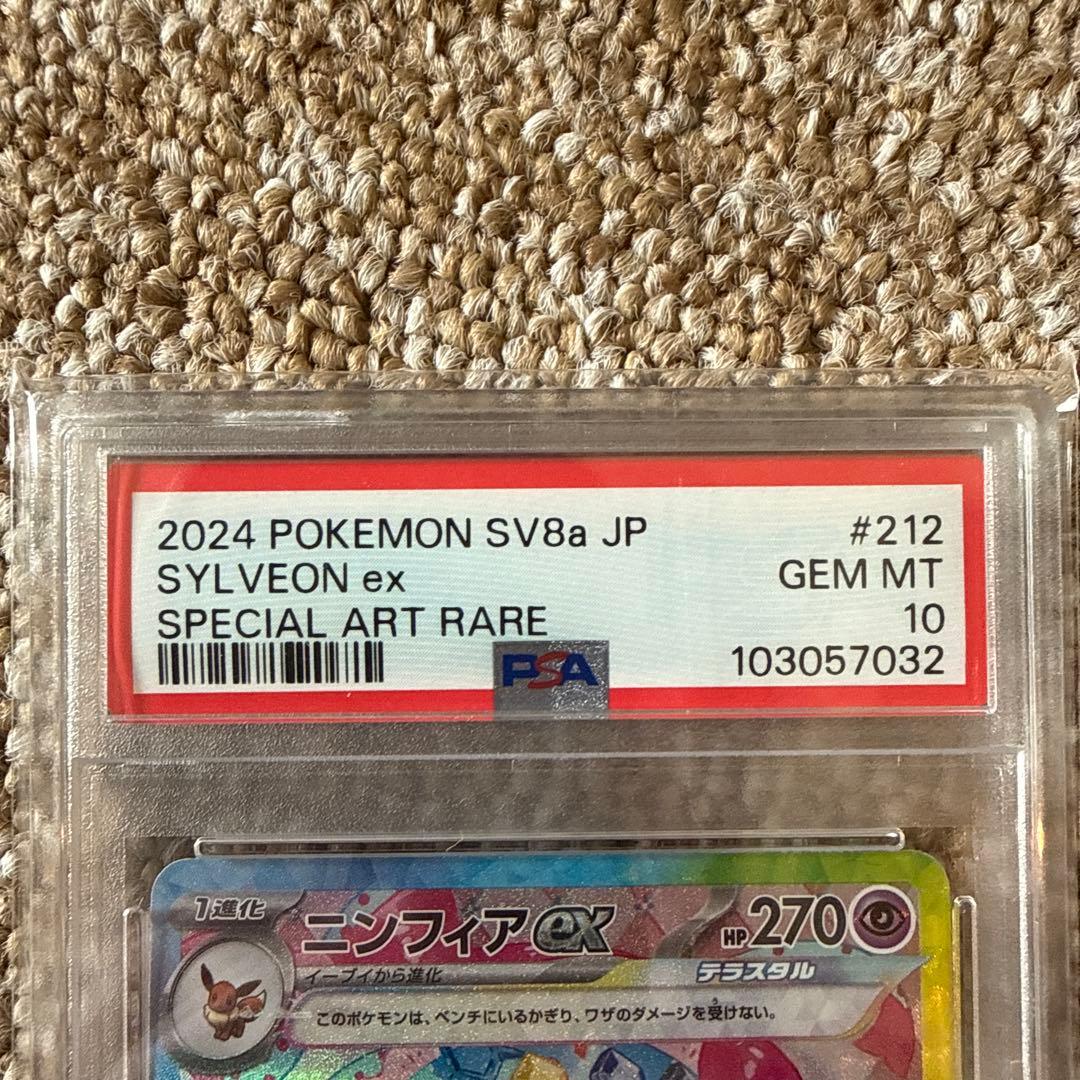 2024 POKEMON SV8a JP #212
SYLVEON ex GEM MT
SPECIAL ART RARE 10
PSA 103057032
1進化 ニンフィアex HP270
イーブイから進化 テラスタル
このポケモンは、ベンチにいるかぎり、ワザのダメージを受けない。